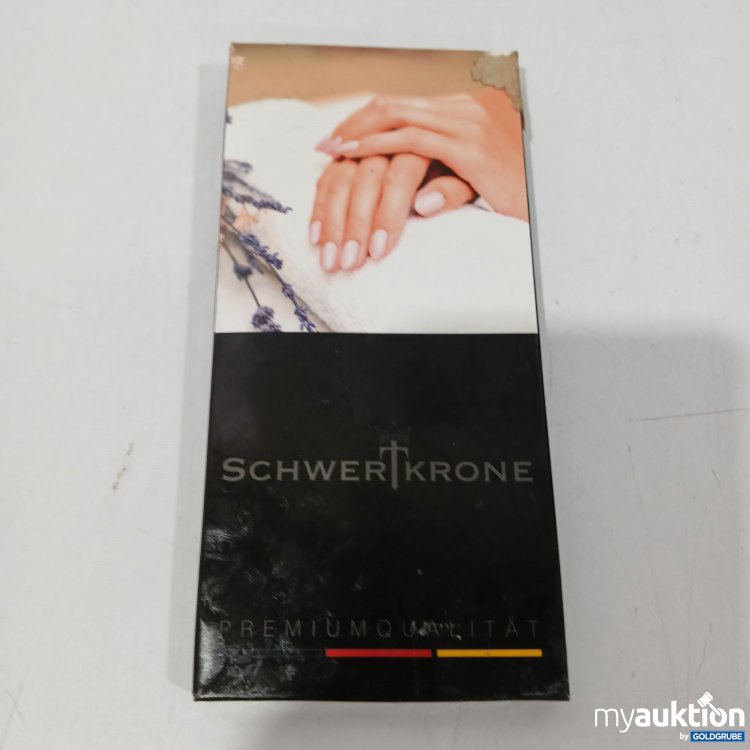 SCHWERTKRONE
PREMIUMQUALITÄT
myauktion
by GOLDGRUBE